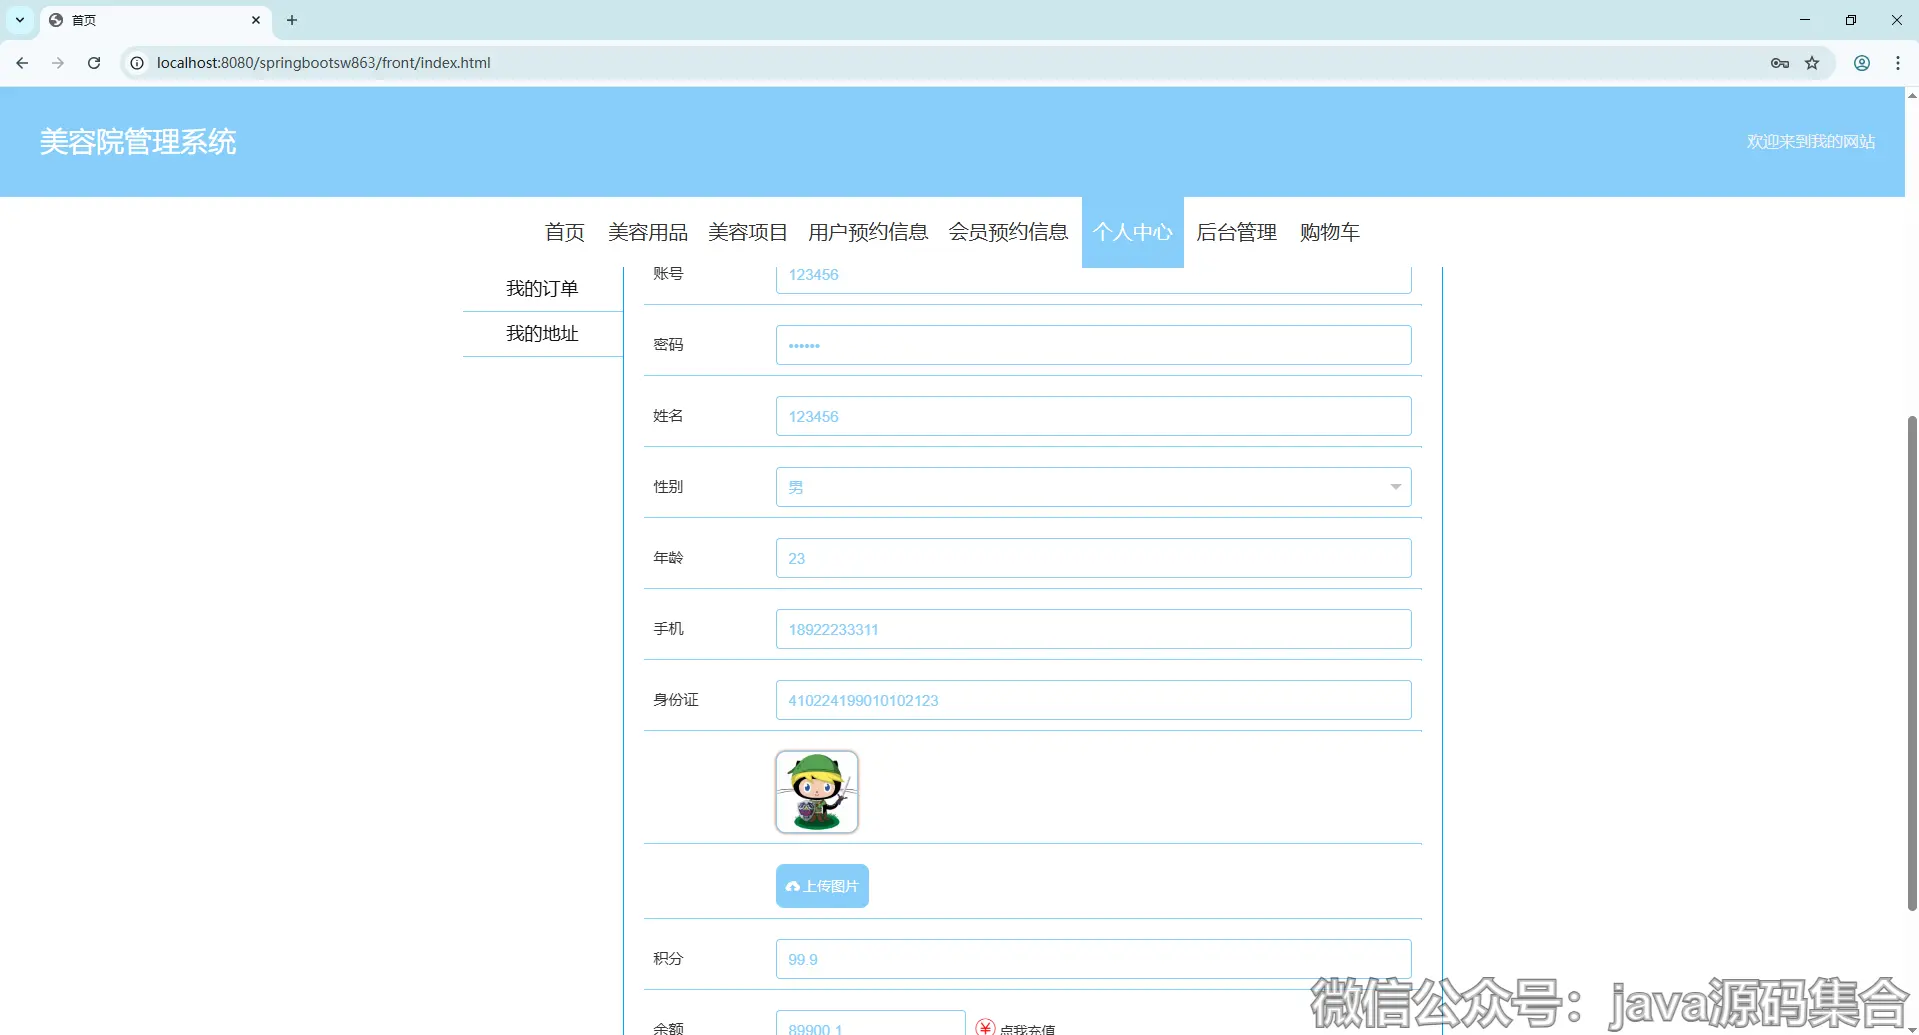 首页
localhost:8080/springbootsw863/front/index.html
美容院管理系统
欢迎来到我的网站
首页 美容用品 美容项目 用户预约信息 会员预约信息 个人中心 后台管理 购物车
我的订单
我的地址
账号 123456
密码 ••••••
姓名 123456
性别 男
年龄 23
手机 18922233311
身份证 410224199010102123
上传图片
积分 99.9
余额 89900.1 点我充值
微信公众号：java源码集合